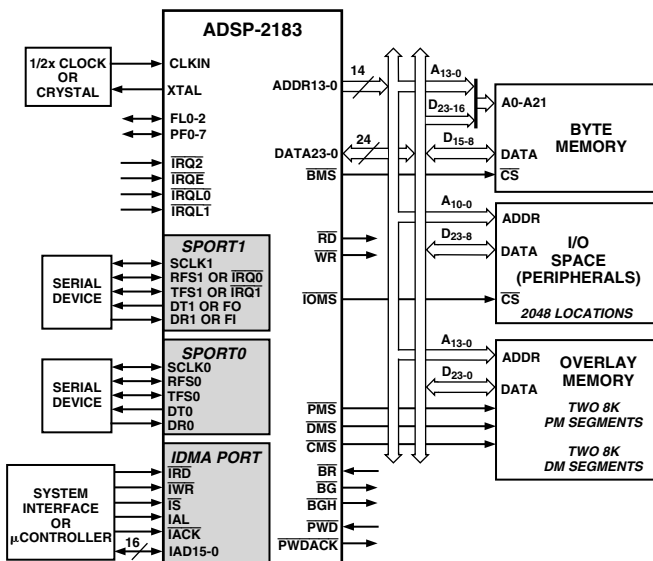 ADSP-2183
1/2x CLOCK
OR
CRYSTAL
CLKIN
XTAL
FL0-2
PF0-7
IRQ2
IRQE
IRQL0
IRQL1
SPORT1
SERIAL
DEVICE
SCLK1
RFS1 OR IRQ0
TFS1 OR IRQ1
DT1 OR FO
DR1 OR FI
SPORT0
SERIAL
DEVICE
SCLK0
RFS0
TFS0
DT0
DR0
IDMA PORT
SYSTEM
INTERFACE
OR
µCONTROLLER
IRD
IWR
IS
IAL
IACK
16
IAD15-0
ADDR13-0
14
DATA23-0
24
BMS
RD
WR
IOMS
PMS
DMS
CMS
BR
BG
BGH
PWD
PWDACK
A13-0
D23-16
D15-8
A0-A21
BYTE
MEMORY
DATA
CS
A10-0
D23-8
ADDR
DATA
I/O
SPACE
(PERIPHERALS)
CS
2048 LOCATIONS
A13-0
D23-0
ADDR
DATA
OVERLAY
MEMORY
TWO 8K
PM SEGMENTS
TWO 8K
DM SEGMENTS